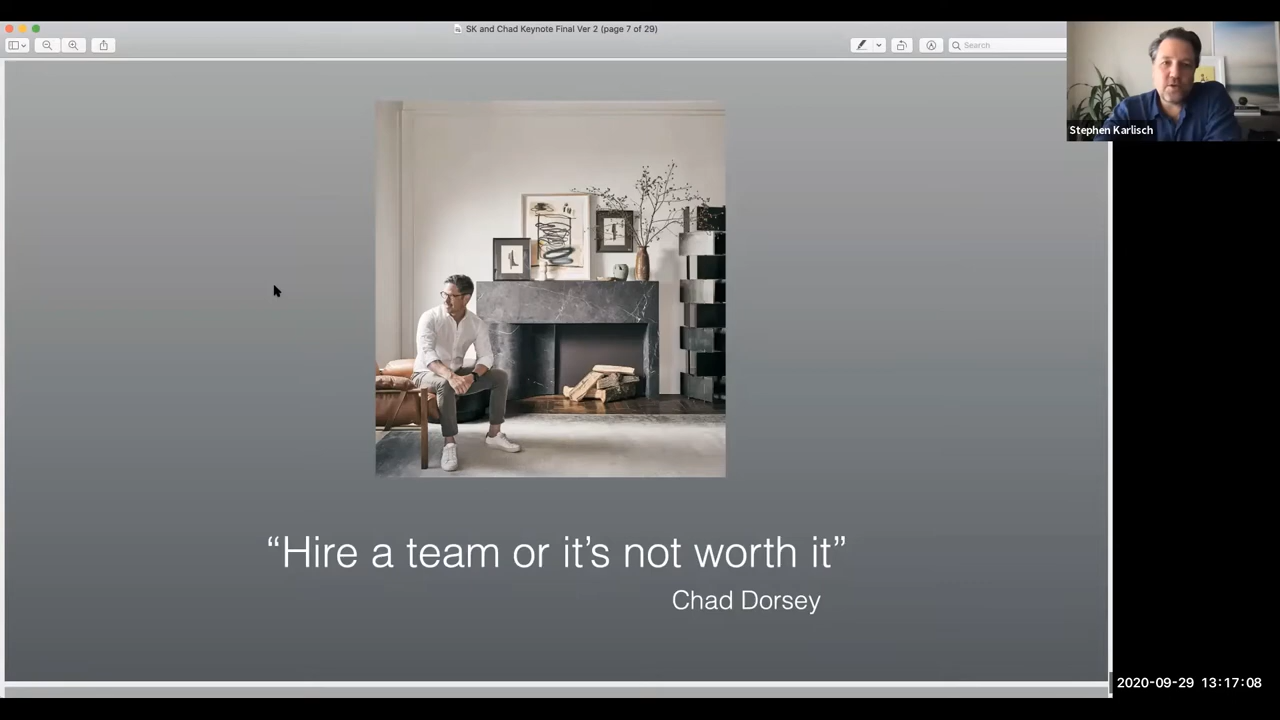 SK and Chad Keynote Final Ver 2 (page 7 of 29)
Search
Stephen Karlisch
“Hire a team or it’s not worth it”
Chad Dorsey
2020-09-29 13:17:08